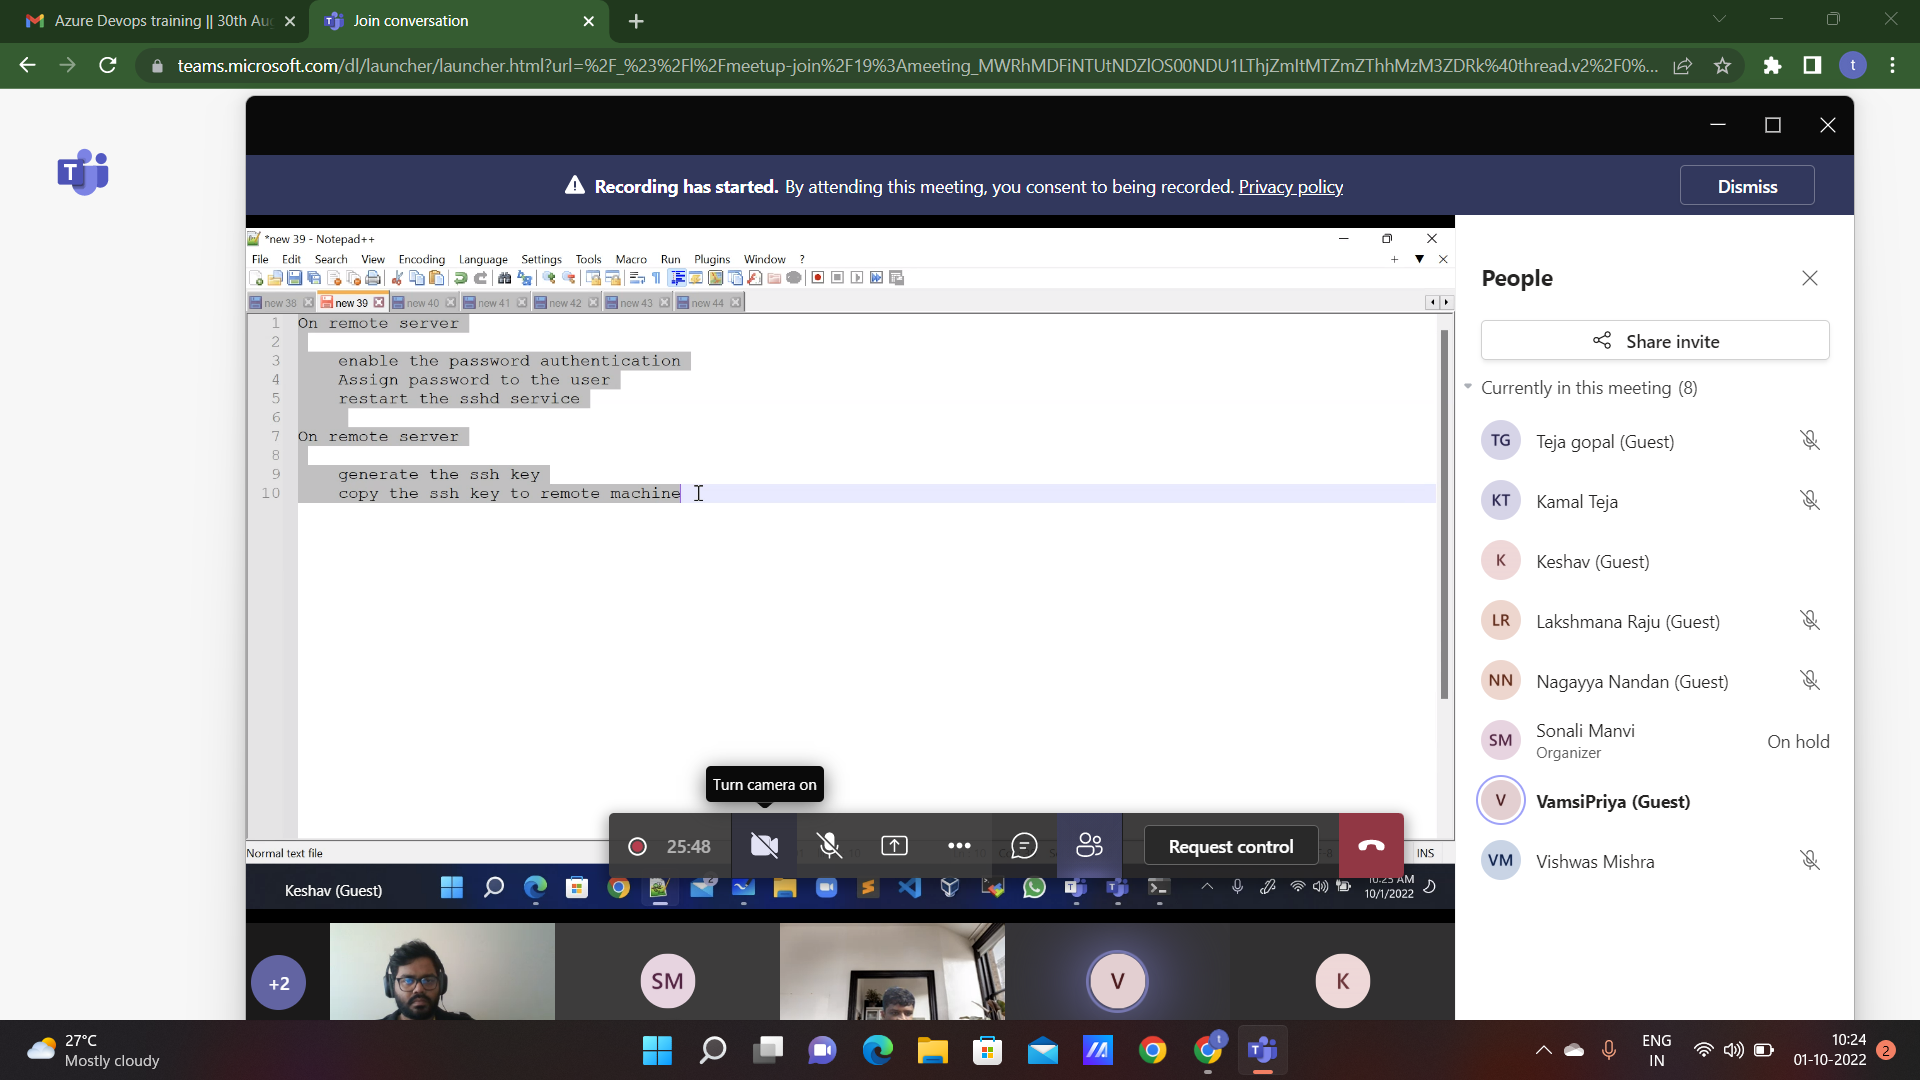 Azure Devops training || 30th Au
Join conversation
teams.microsoft.com/dl/launcher/launcher.html?url=%2F_%23%2Fl%2Fmeetup-join%2F19%3Ameeting_MWRhMDFiNTUtNDZlOS00NDU1LThjZmItMTZmZThhMzM3ZDRk%40thread.v2%2F0%...
t
T
Recording has started. By attending this meeting, you consent to being recorded. Privacy policy
Dismiss
*new 39 - Notepad++
File Edit Search View Encoding Language Settings Tools Macro Run Plugins Window ?
new 38 new 39 new 40 new 41 new 42 new 43 new 44
1 On remote server
2
3 enable the password authentication
4 Assign password to the user
5 restart the sshd service
6
7 On remote server
8
9 generate the ssh key
10 copy the ssh key to remote machine
Turn camera on
25:48
Request control
Normal text file
INS
Keshav (Guest)
10:25 AM
10/1/2022
+2
SM
V
K
People
Share invite
Currently in this meeting (8)
TG Teja gopal (Guest)
KT Kamal Teja
K Keshav (Guest)
LR Lakshmana Raju (Guest)
NN Nagayya Nandan (Guest)
SM Sonali Manvi
Organizer
On hold
V VamsiPriya (Guest)
VM Vishwas Mishra
27°C
Mostly cloudy
ENG
IN
10:24
01-10-2022
2